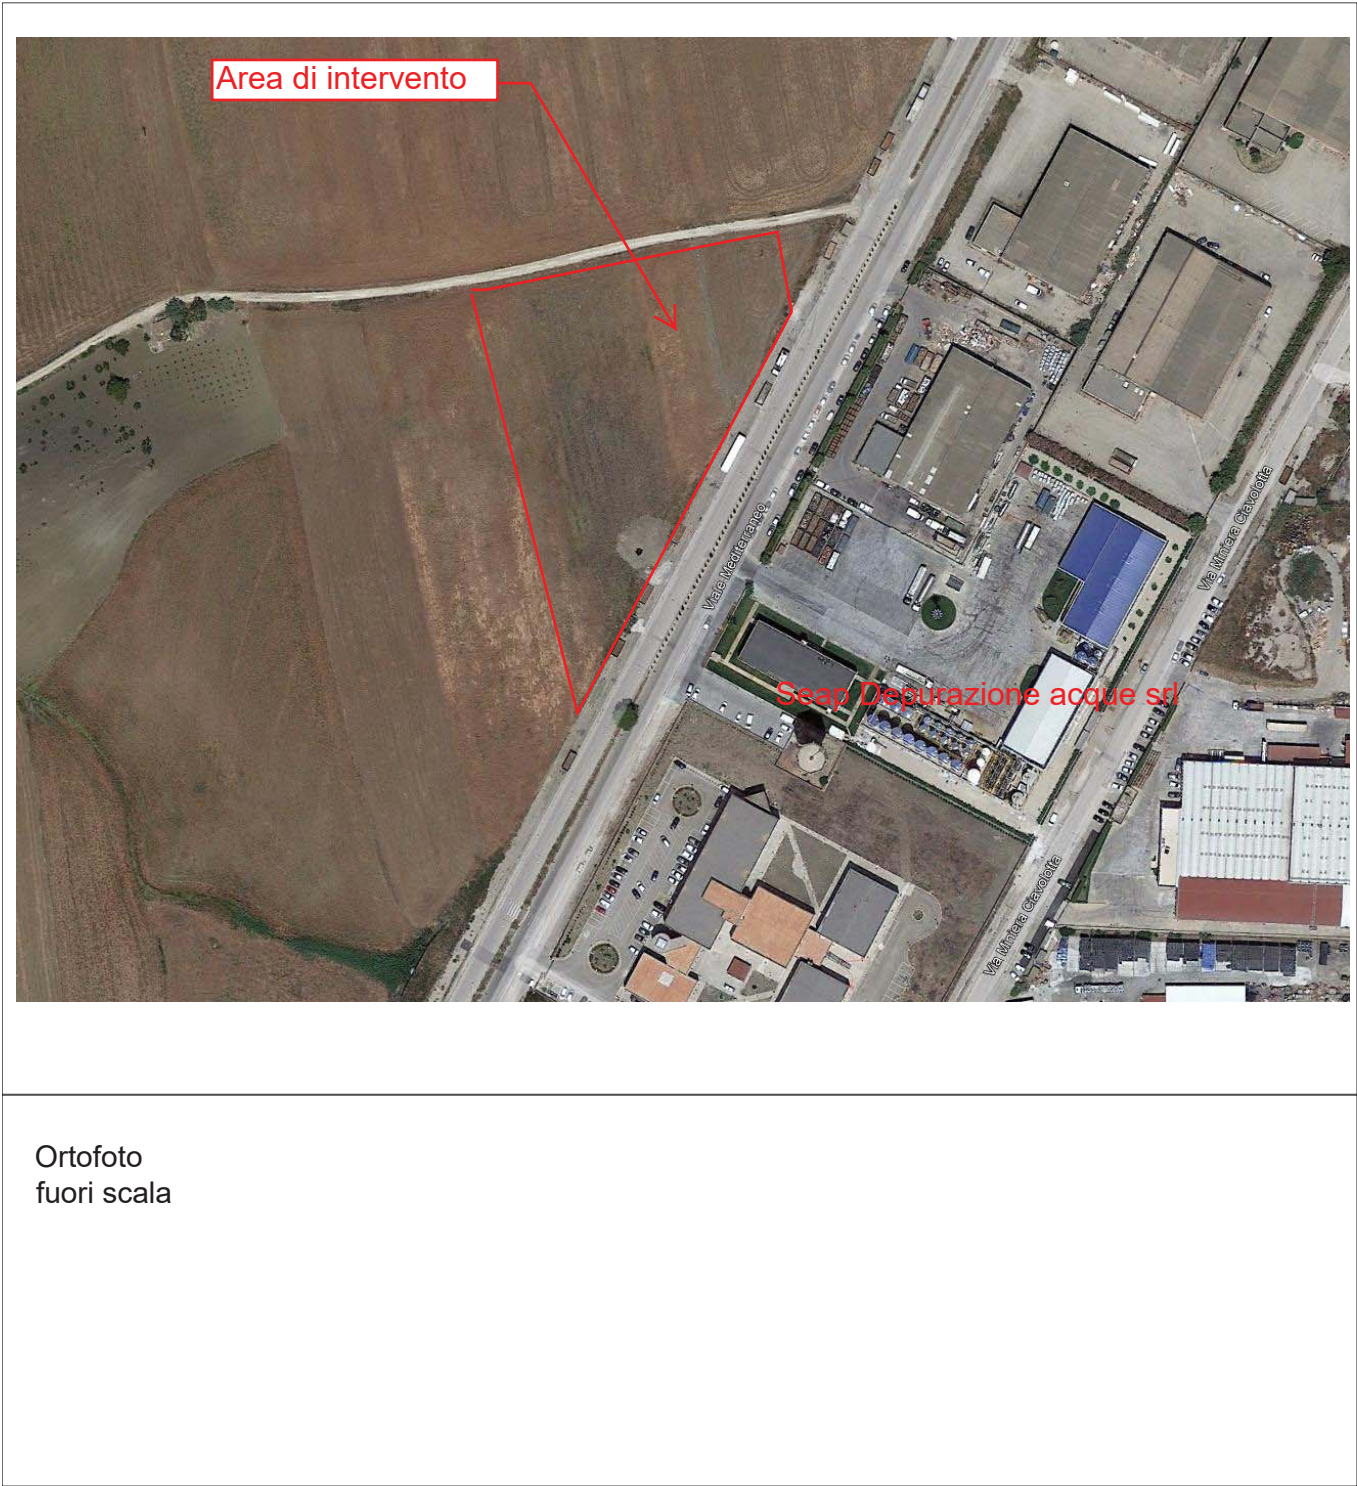 Area di intervento
Viale Mediterraneo
Via Miniera Ciavolotta
Seap Depurazione acque srl
Via Miniera Ciavolotta
Ortofoto
fuori scala